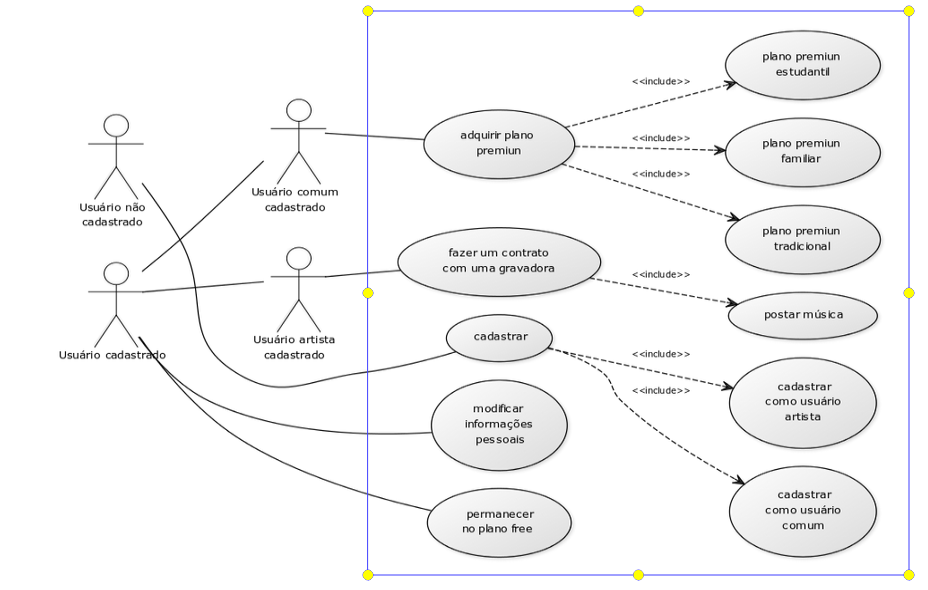 plano premiun
estudantil
<<include>>
adquirir plano
premiun
<<include>>
plano premiun
familiar
<<include>>
Usuário não
cadastrado
Usuário comum
cadastrado
plano premiun
tradicional
fazer um contrato
com uma gravadora
<<include>>
postar música
Usuário cadastrado
Usuário artista
cadastrado
cadastrar
<<include>>
<<include>>
cadastrar
como usuário
artista
modificar
informações
pessoais
permanecer
no plano free
cadastrar
como usuário
comum